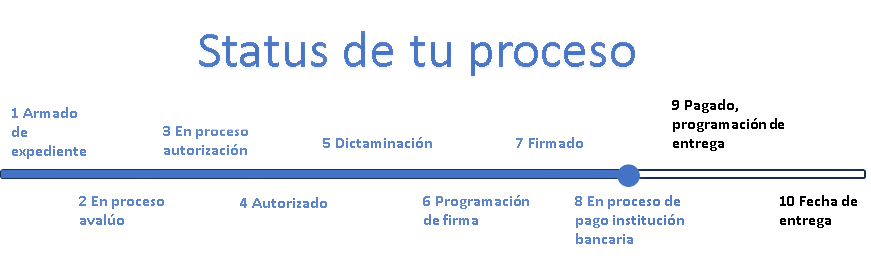 Status de tu proceso
1 Armado
de
expediente
2 En proceso
avalúo
3 En proceso
autorización
4 Autorizado
5 Dictaminación
6 Programación
de firma
7 Firmado
8 En proceso de
pago institución
bancaria
9 Pagado,
programación de
entrega
10 Fecha de
entrega